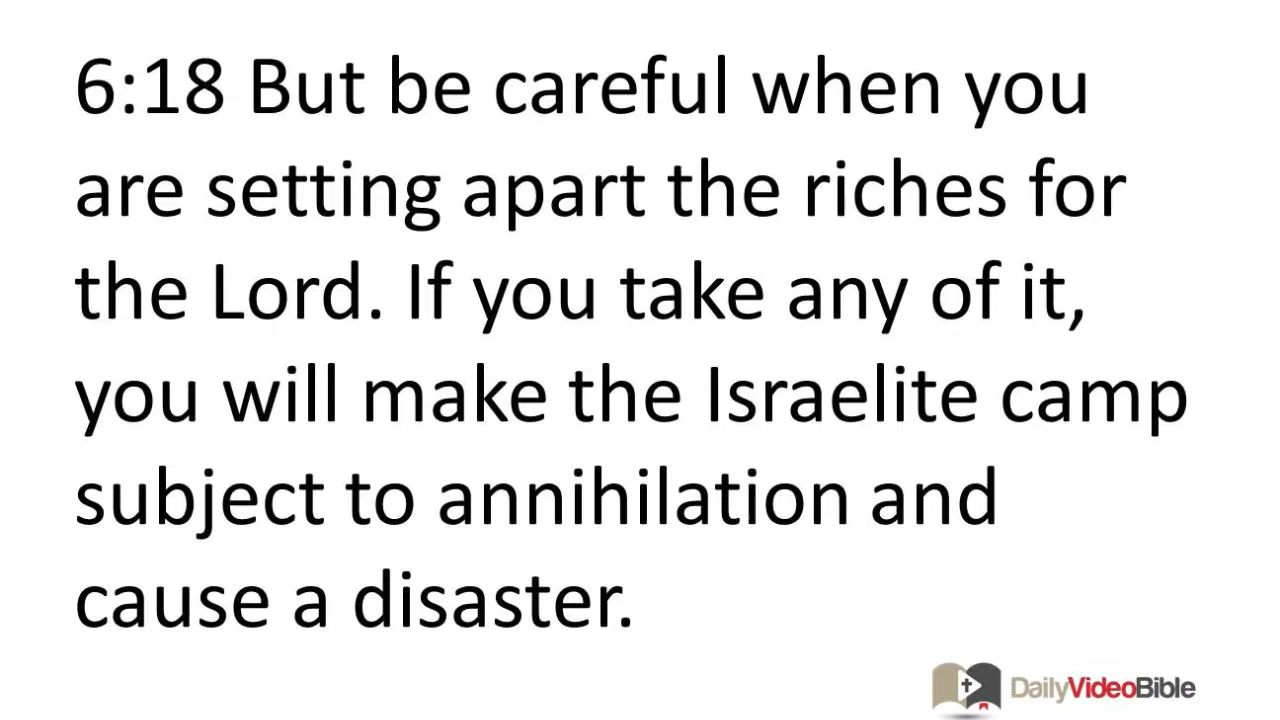 6:18 But be careful when you
are setting apart the riches for
the Lord. If you take any of it,
you will make the Israelite camp
subject to annihilation and
cause a disaster.
DailyVideoBible